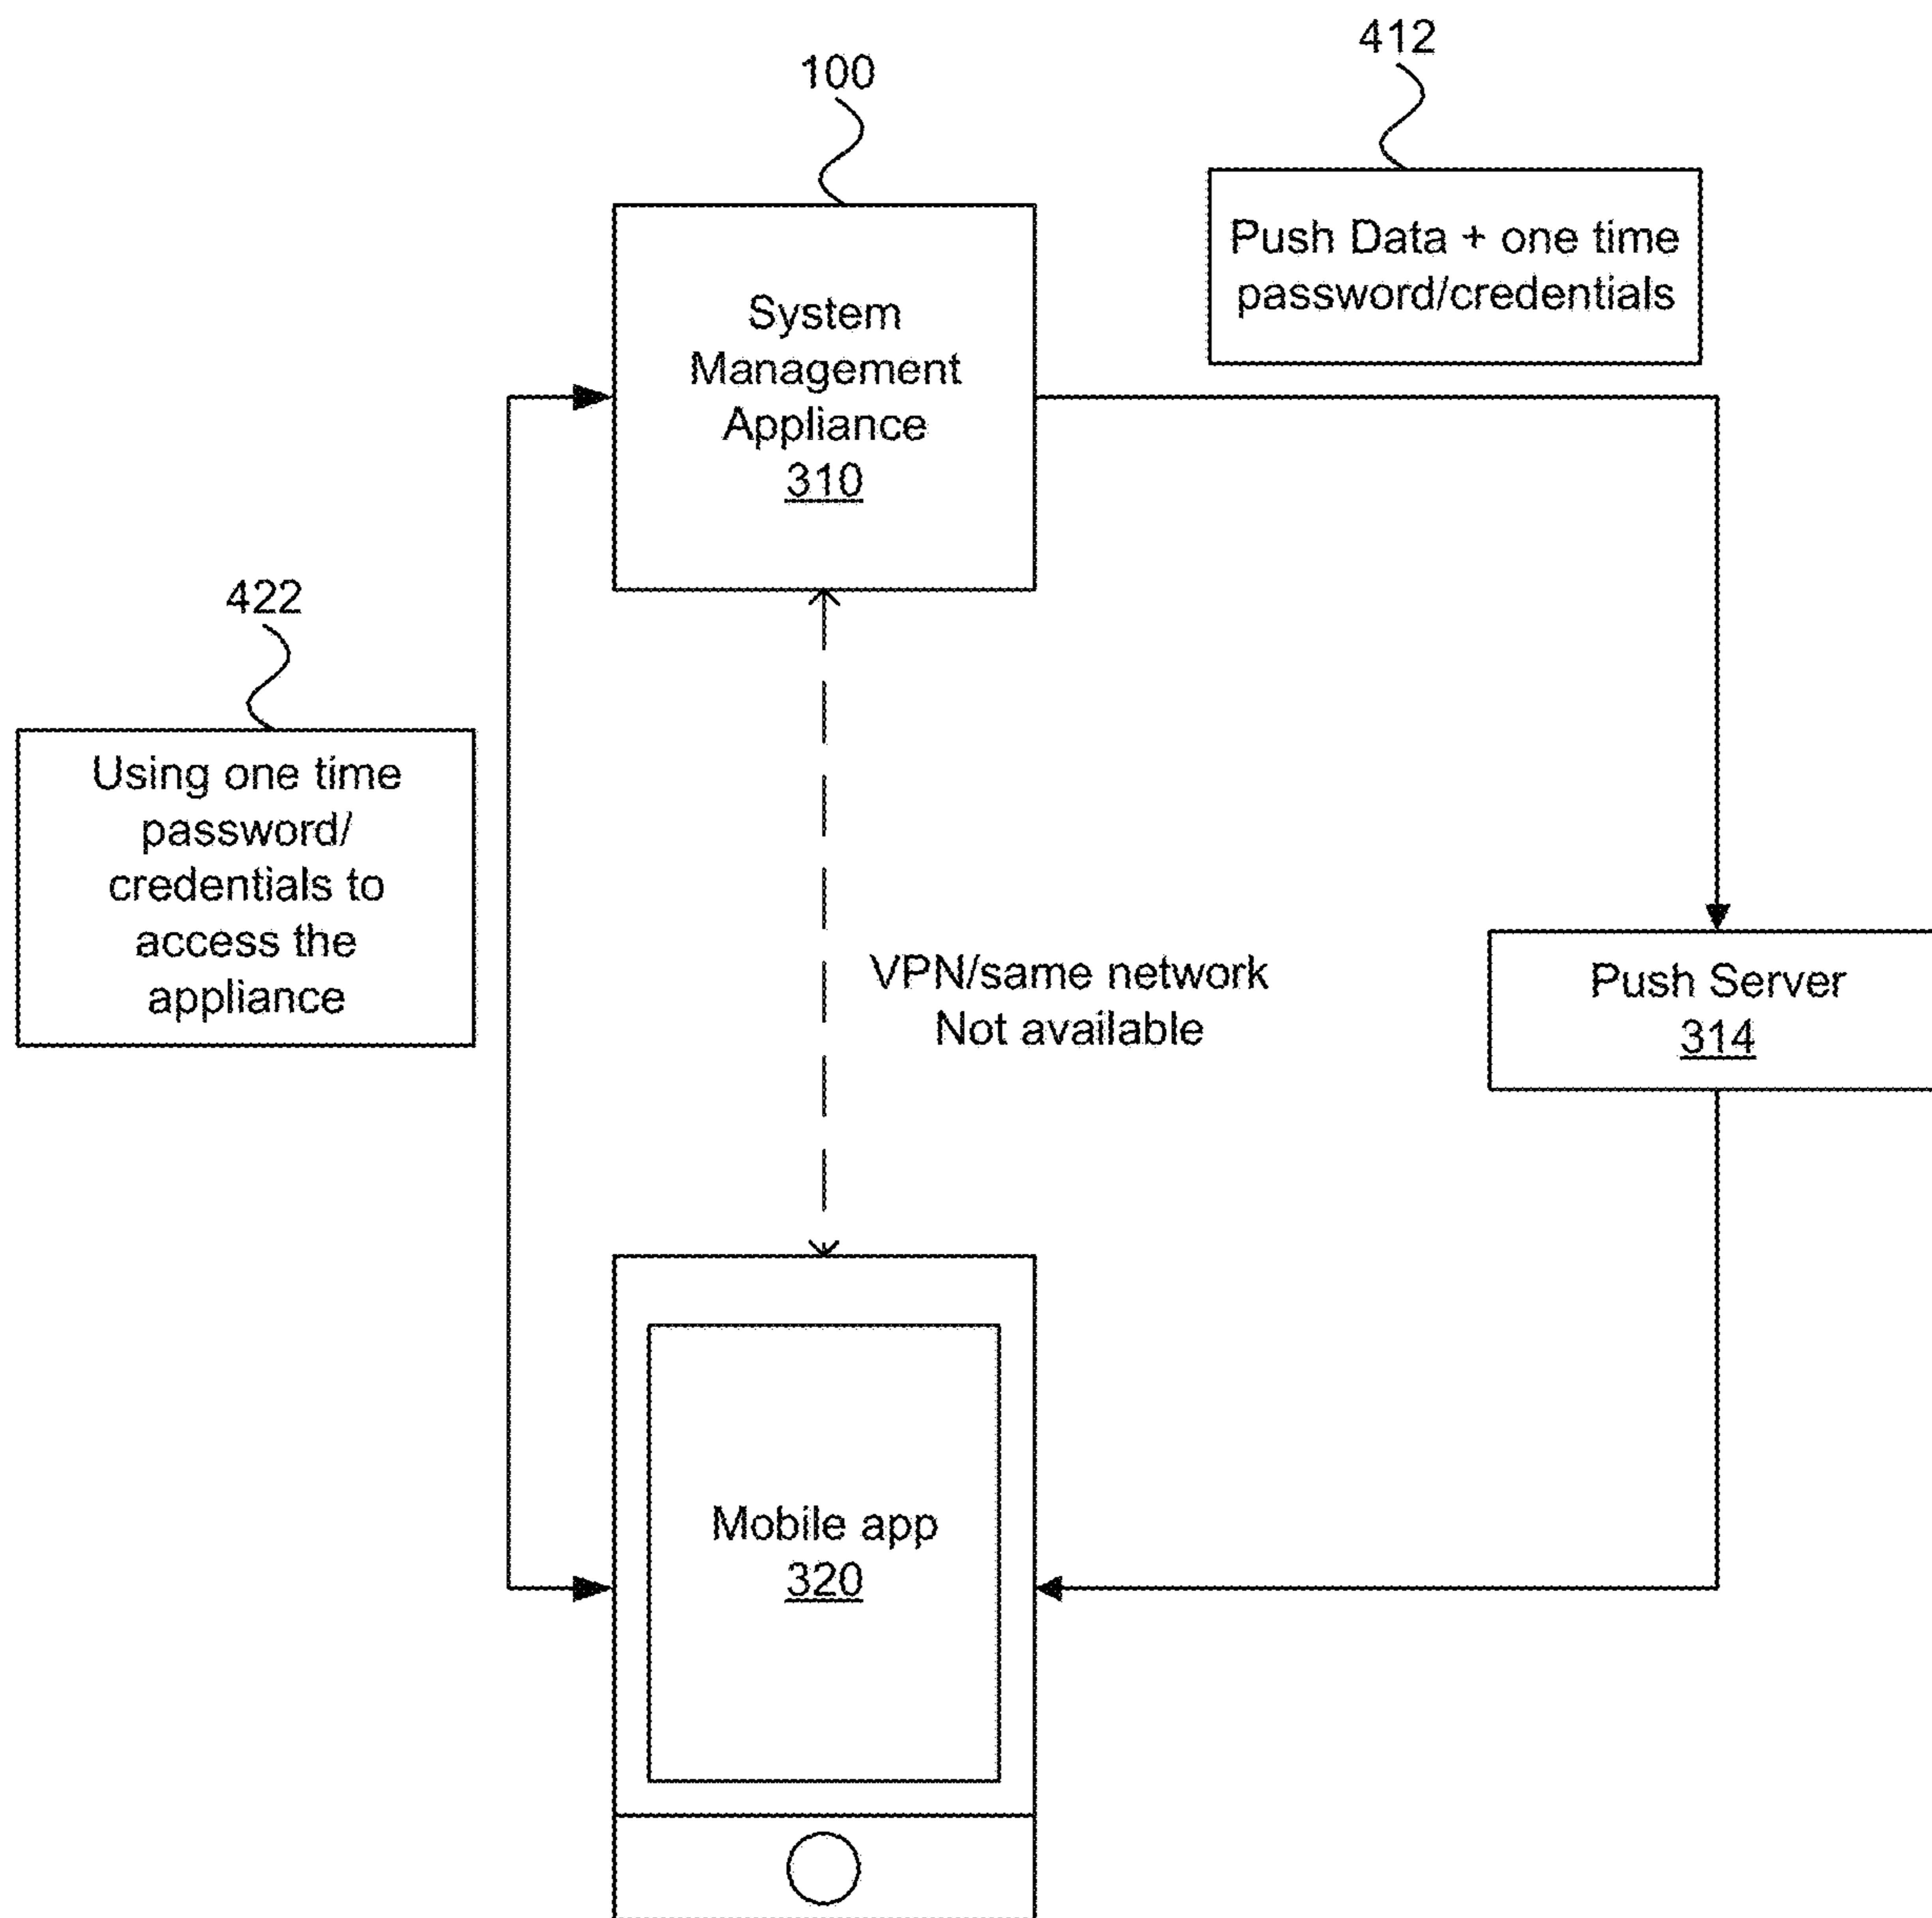 412
100
Push Data + one time
password/credentials
System
Management
Appliance
310
422
Using one time
password/
credentials to
access the
appliance
VPN/same network
Not available
Push Server
314
Mobile app
320